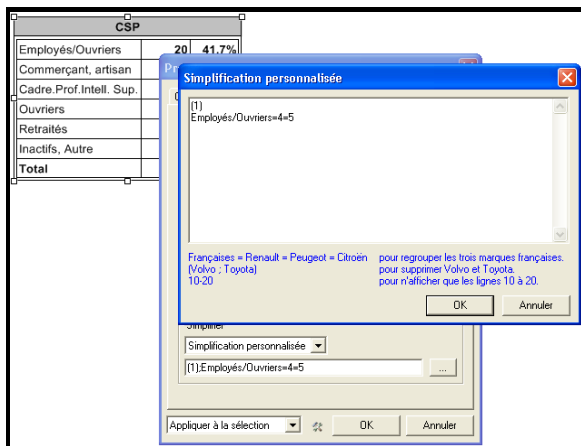 CSP
Employés/Ouvriers 20 41,7%
Commerçant, artisan
Cadre.Prof.Intell. Sup.
Ouvriers
Retraités
Inactifs, Autre
Total
Simplification personnalisée
(1)
Employés/Ouvriers=4=5
Françaises = Renault = Peugeot = Citroën pour regrouper les trois marques françaises.
(Volvo ; Toyota) pour supprimer Volvo et Toyota.
10-20 pour n'afficher que les lignes 10 à 20.
OK Annuler
Simplifier
Simplification personnalisée
(1);Employés/Ouvriers=4=5 ...
Appliquer à la sélection OK Annuler